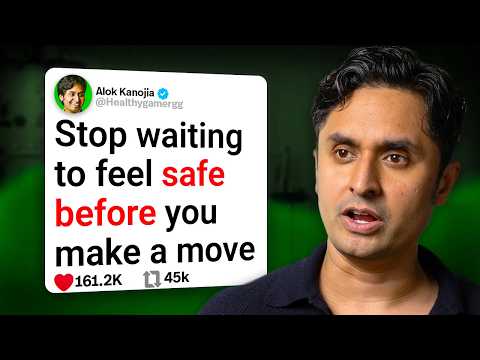 Alok Kanojia
@Healthygamergg
Stop waiting
to feel safe
before you
make a move
161.2K 45k